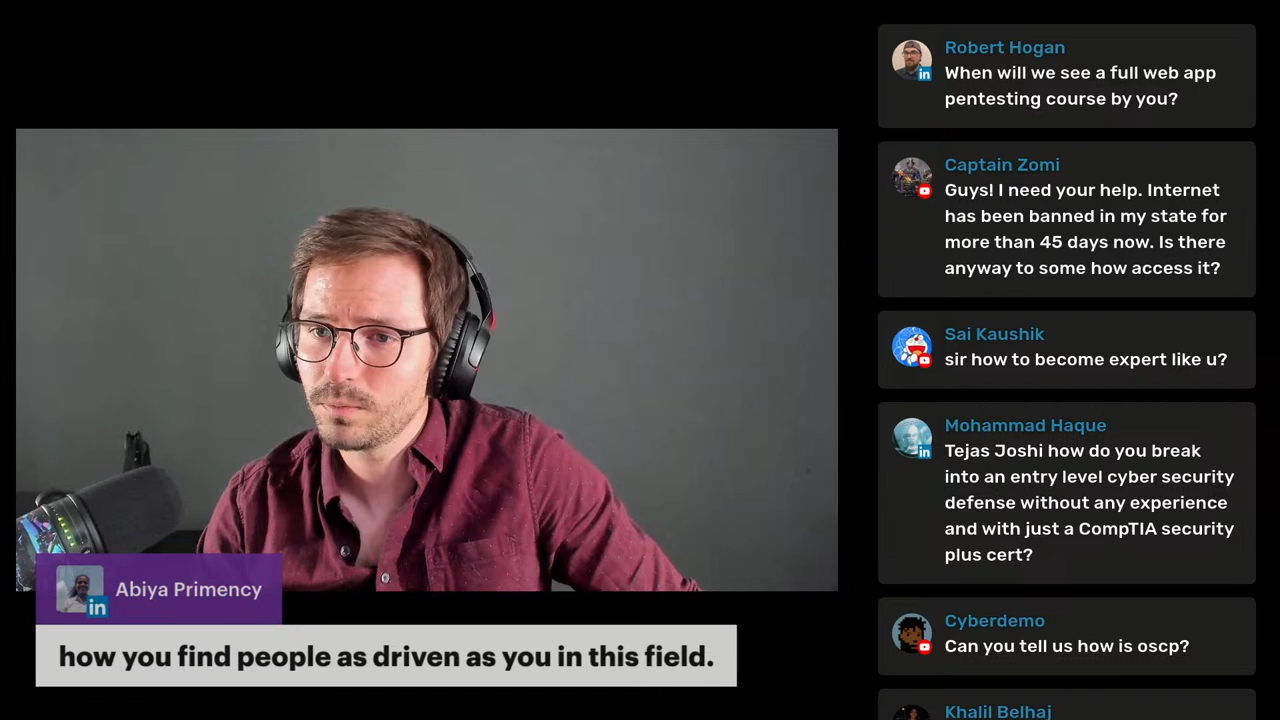 Robert Hogan
When will we see a full web app
pentesting course by you?
Captain Zomi
Guys! I need your help. Internet
has been banned in my state for
more than 45 days now. Is there
anyway to some how access it?
Sai Kaushik
sir how to become expert like u?
Mohammad Haque
Tejas Joshi how do you break
into an entry level cyber security
defense without any experience
and with just a CompTIA security
plus cert?
Cyberdemo
Can you tell us how is oscp?
Khalil Belhaj
Abiya Primency
how you find people as driven as you in this field.